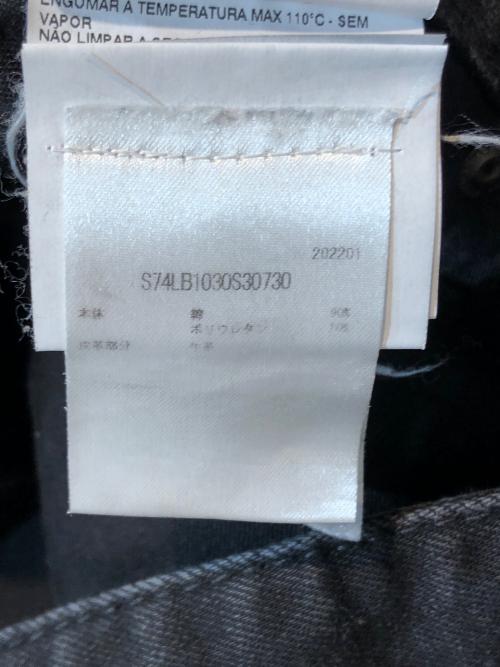 ENGOMAR A TEMPERATURA MAX 110°C - SEM
VAPOR
NÃO LIMPAR A
202201
S74LB1030S30730
本体 綿 90%
ポリウレタン 10%
皮革部分 牛革